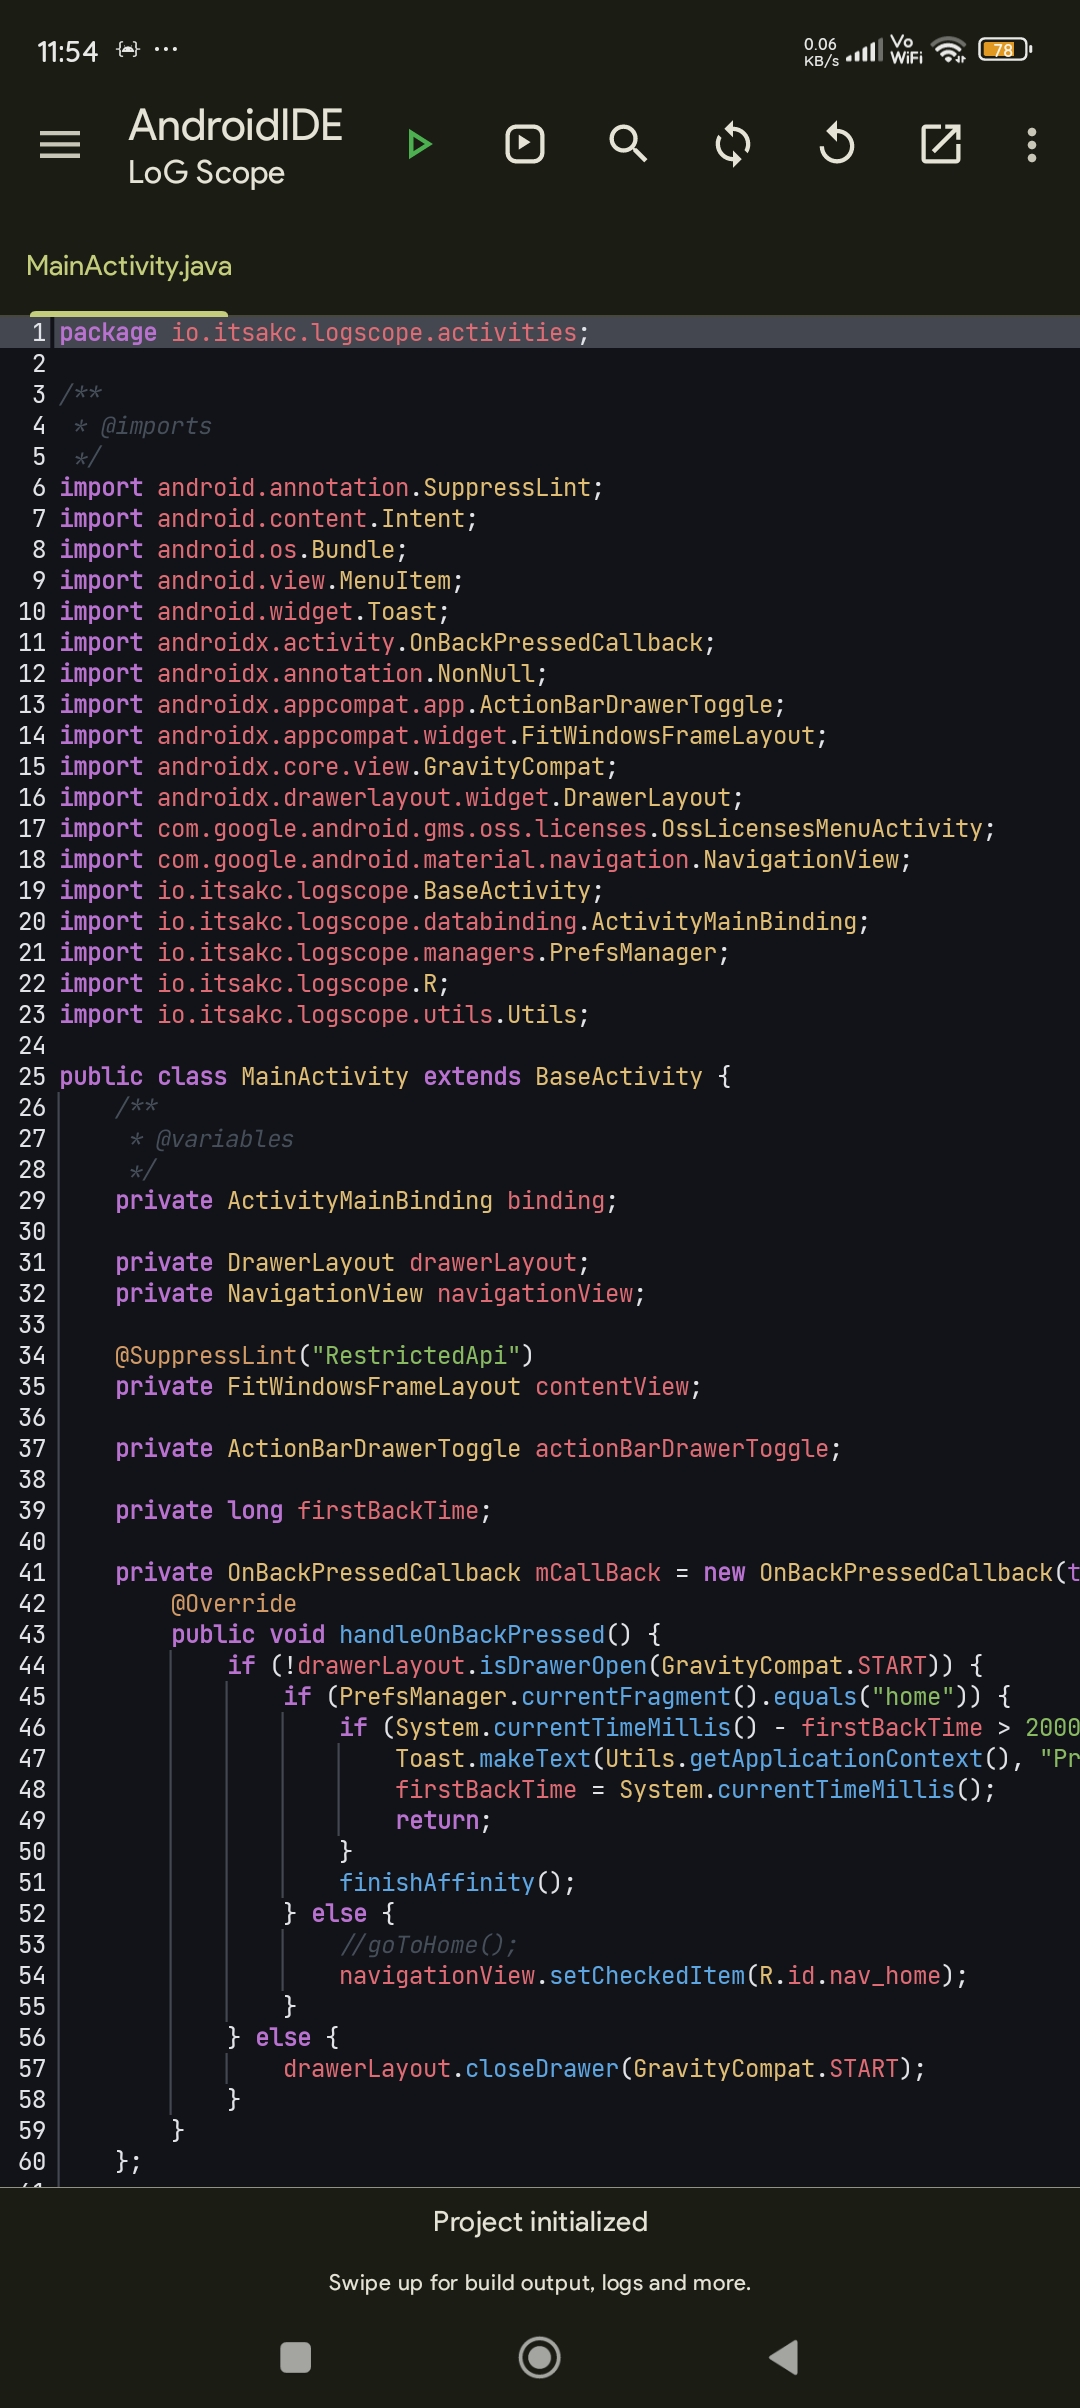 11:54
0.06 KB/s
Vo WiFi
78
AndroidIDE
LoG Scope
MainActivity.java
1 package io.itsakc.logscope.activities;
2
3 /**
4  * @imports
5  */
6 import android.annotation.SuppressLint;
7 import android.content.Intent;
8 import android.os.Bundle;
9 import android.view.MenuItem;
10 import android.widget.Toast;
11 import androidx.activity.OnBackPressedCallback;
12 import androidx.annotation.NonNull;
13 import androidx.appcompat.app.ActionBarDrawerToggle;
14 import androidx.appcompat.widget.FitWindowsFrameLayout;
15 import androidx.core.view.GravityCompat;
16 import androidx.drawerlayout.widget.DrawerLayout;
17 import com.google.android.gms.oss.licenses.OssLicensesMenuActivity;
18 import com.google.android.material.navigation.NavigationView;
19 import io.itsakc.logscope.BaseActivity;
20 import io.itsakc.logscope.databinding.ActivityMainBinding;
21 import io.itsakc.logscope.managers.PrefsManager;
22 import io.itsakc.logscope.R;
23 import io.itsakc.logscope.utils.Utils;
24
25 public class MainActivity extends BaseActivity {
26     /**
27      * @variables
28      */
29     private ActivityMainBinding binding;
30
31     private DrawerLayout drawerLayout;
32     private NavigationView navigationView;
33
34     @SuppressLint("RestrictedApi")
35     private FitWindowsFrameLayout contentView;
36
37     private ActionBarDrawerToggle actionBarDrawerToggle;
38
39     private long firstBackTime;
40
41     private OnBackPressedCallback mCallBack = new OnBackPressedCallback(t
42         @Override
43         public void handleOnBackPressed() {
44             if (!drawerLayout.isDrawerOpen(GravityCompat.START)) {
45                 if (PrefsManager.currentFragment().equals("home")) {
46                     if (System.currentTimeMillis() - firstBackTime > 2000
47                         Toast.makeText(Utils.getApplicationContext(), "Pr
48                         firstBackTime = System.currentTimeMillis();
49                         return;
50                     }
51                     finishAffinity();
52                 } else {
53                     //goToHome();
54                     navigationView.setCheckedItem(R.id.nav_home);
55                 }
56             } else {
57                 drawerLayout.closeDrawer(GravityCompat.START);
58             }
59         }
60     };
Project initialized
Swipe up for build output, logs and more.